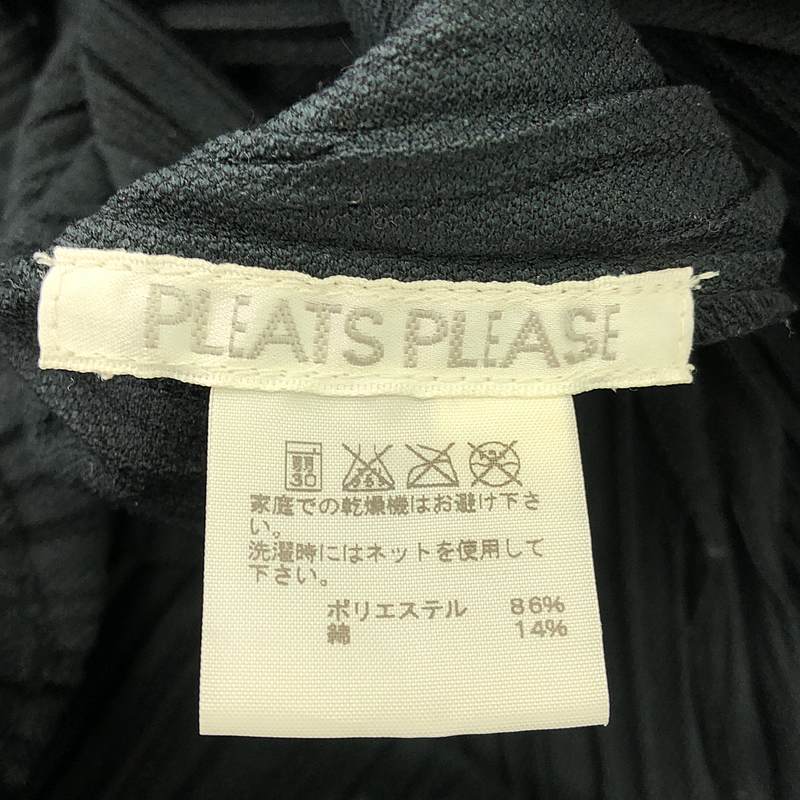 PLEATS PLEASE
弱
30
家庭での乾燥機はお避け下さ
い。
洗濯時にはネットを使用して
下さい。
ポリエステル 86%
綿 14%